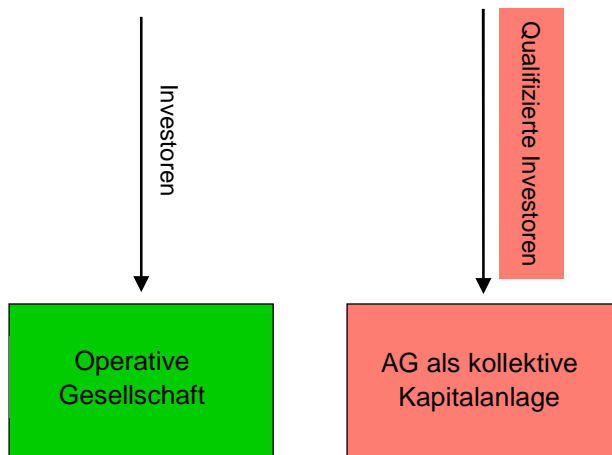 Investoren
Qualifizierte Investoren
Operative
Gesellschaft
AG als kollektive
Kapitalanlage